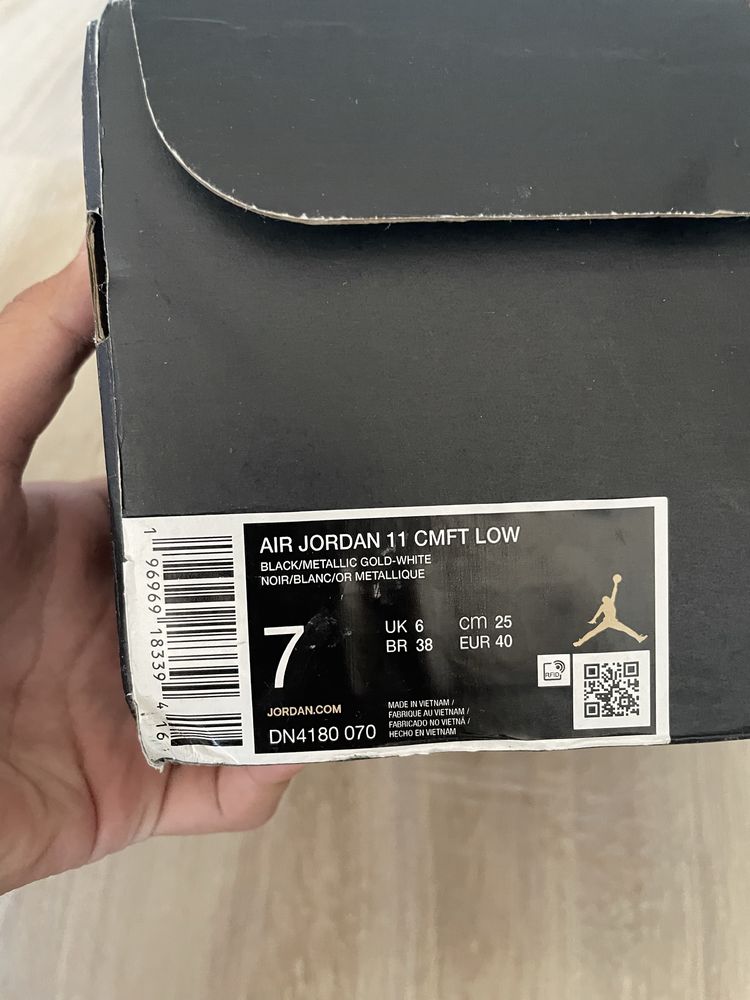 AIR JORDAN 11 CMFT LOW
BLACK/METALLIC GOLD-WHITE
NOIR/BLANC/OR METALLIQUE
7
UK 6 cm 25
BR 38 EUR 40
JORDAN.COM
DN4180 070
MADE IN VIETNAM /
FABRIQUE AU VIETNAM /
FABRICADO NO VIETNÁ /
HECHO EN VIETNAM
RFID
1 96969 18339 4 16